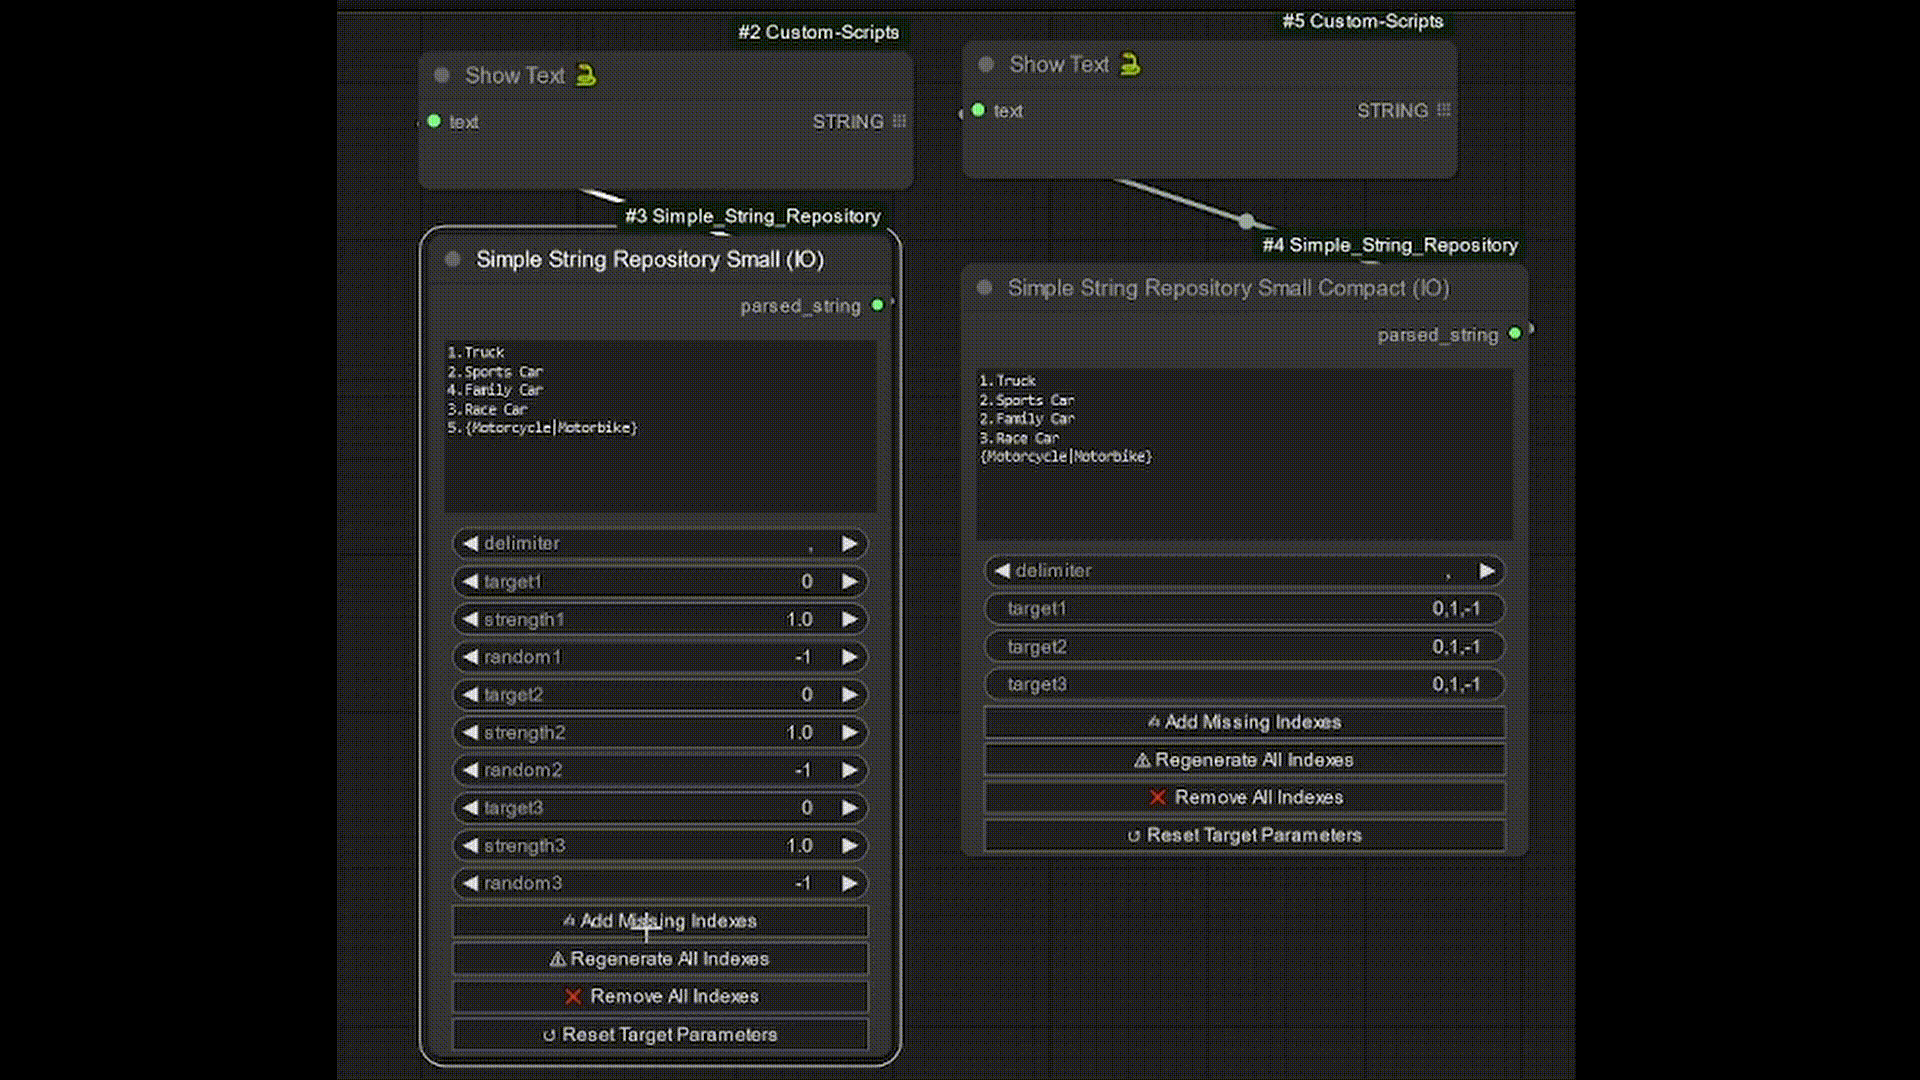 #2 Custom-Scripts
Show Text
text
STRING
#3 Simple_String_Repository
Simple String Repository Small (IO)
parsed_string
1.Truck
2.Sports Car
4.Family Car
3.Race Car
5.{Motorcycle|Motorbike}
delimiter ,
target1 0
strength1 1.0
random1 -1
target2 0
strength2 1.0
random2 -1
target3 0
strength3 1.0
random3 -1
Add Missing Indexes
Regenerate All Indexes
Remove All Indexes
Reset Target Parameters
#5 Custom-Scripts
Show Text
text
STRING
#4 Simple_String_Repository
Simple String Repository Small Compact (IO)
parsed_string
1.Truck
2.Sports Car
2.Family Car
3.Race Car
{Motorcycle|Motorbike}
delimiter ,
target1 0,1,-1
target2 0,1,-1
target3 0,1,-1
Add Missing Indexes
Regenerate All Indexes
Remove All Indexes
Reset Target Parameters